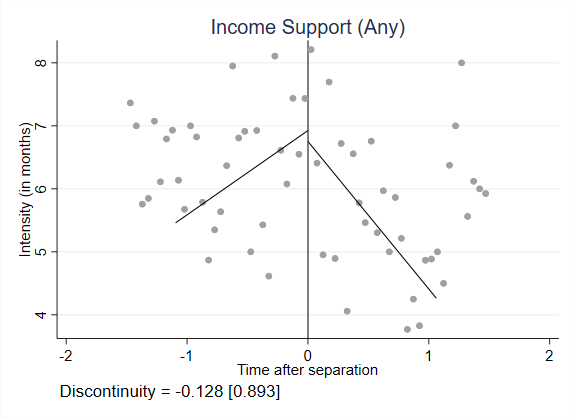 Income Support (Any)
Intensity (in months)
8
7
6
5
4
-2
-1
0
1
2
Time after separation
Discontinuity = -0.128 [0.893]